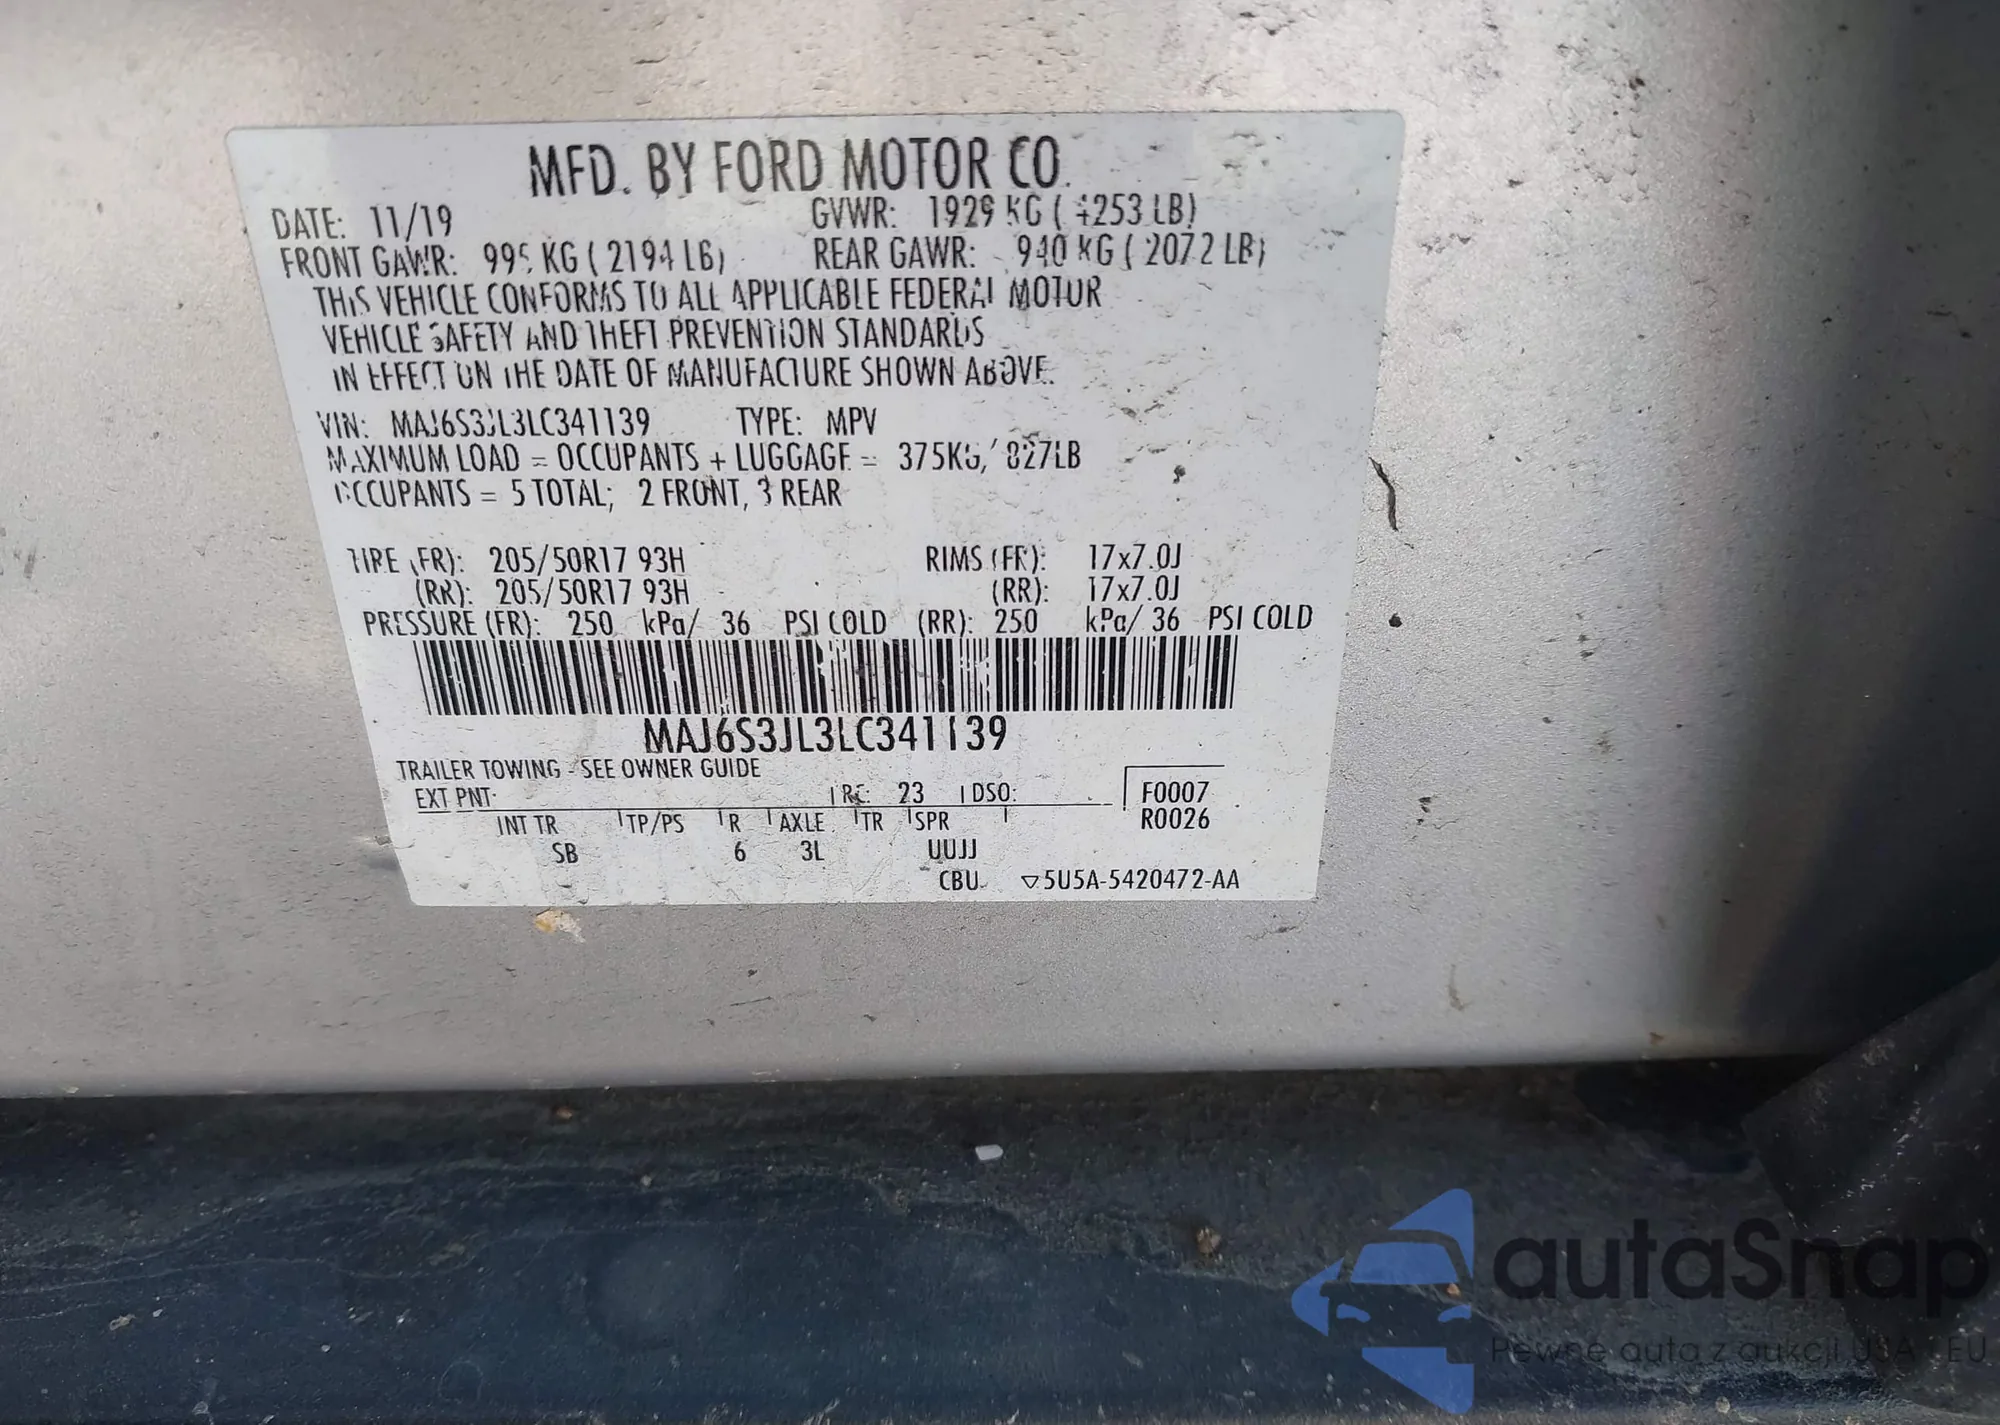 MFD. BY FORD MOTOR CO.
DATE: 11/19 GVWR: 1929 KG ( 4253 LB)
FRONT GAWR: 995 KG ( 2194 LB) REAR GAWR: 940 KG ( 2072 LB)
THIS VEHICLE CONFORMS TO ALL APPLICABLE FEDERAL MOTOR
VEHICLE SAFETY AND THEFT PREVENTION STANDARDS
IN EFFECT ON THE DATE OF MANUFACTURE SHOWN ABOVE.
VIN: MAJ6S3JL3LC341139 TYPE: MPV
MAXIMUM LOAD = OCCUPANTS + LUGGAGE = 375KG/ 827LB
OCCUPANTS = 5 TOTAL; 2 FRONT, 3 REAR
TIRE (FR): 205/50R17 93H RIMS (FR): 17x7.0J
(RR): 205/50R17 93H (RR): 17x7.0J
PRESSURE (FR): 250 kPa/ 36 PSI COLD (RR): 250 kPa/ 36 PSI COLD
MAJ6S3JL3LC341139
TRAILER TOWING - SEE OWNER GUIDE
EXT PNT: RC: 23 DSO: F0007
INT TR TP/PS R AXLE TR SPR R0026
SB 6 3L UUJJ
CBU ▽5U5A-5420472-AA
autaSnap
Pewne auta z aukcji USA i EU